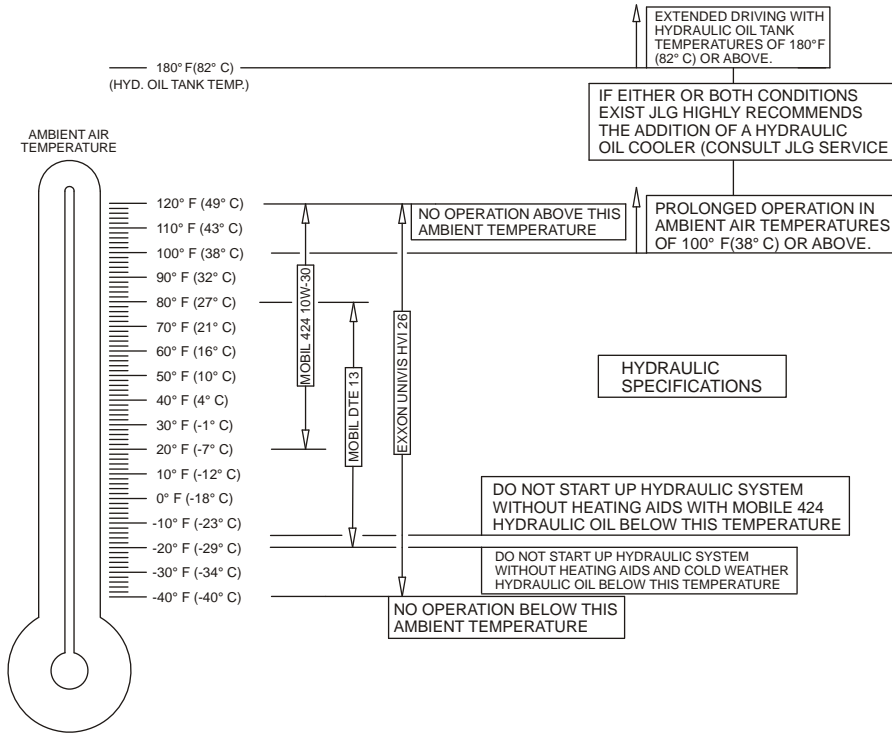 EXTENDED DRIVING WITH
HYDRAULIC OIL TANK
TEMPERATURES OF 180°F
(82° C) OR ABOVE.
180° F(82° C)
(HYD. OIL TANK TEMP.)
IF EITHER OR BOTH CONDITIONS
EXIST JLG HIGHLY RECOMMENDS
THE ADDITION OF A HYDRAULIC
OIL COOLER (CONSULT JLG SERVICE
AMBIENT AIR
TEMPERATURE
120° F (49° C)
110° F (43° C)
100° F (38° C)
90° F (32° C)
80° F (27° C)
70° F (21° C)
60° F (16° C)
50° F (10° C)
40° F (4° C)
30° F (-1° C)
20° F (-7° C)
10° F (-12° C)
0° F (-18° C)
-10° F (-23° C)
-20° F (-29° C)
-30° F (-34° C)
-40° F (-40° C)
MOBIL 424 10W-30
MOBIL DTE 13
EXXON UNIVIS HVI 26
NO OPERATION ABOVE THIS
AMBIENT TEMPERATURE
PROLONGED OPERATION IN
AMBIENT AIR TEMPERATURES
OF 100° F(38° C) OR ABOVE.
HYDRAULIC
SPECIFICATIONS
DO NOT START UP HYDRAULIC SYSTEM
WITHOUT HEATING AIDS WITH MOBILE 424
HYDRAULIC OIL BELOW THIS TEMPERATURE
DO NOT START UP HYDRAULIC SYSTEM
WITHOUT HEATING AIDS AND COLD WEATHER
HYDRAULIC OIL BELOW THIS TEMPERATURE
NO OPERATION BELOW THIS
AMBIENT TEMPERATURE